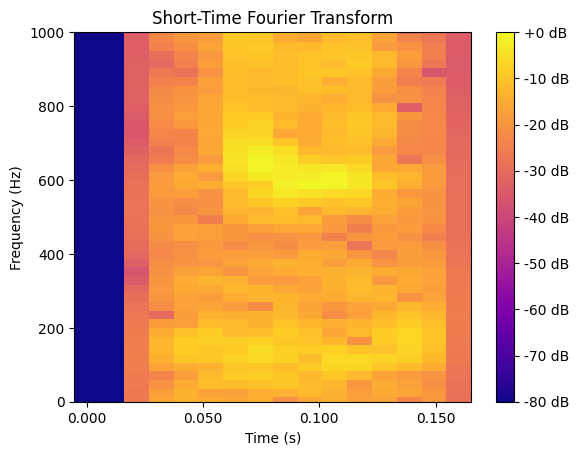 Short-Time Fourier Transform
Frequency (Hz)
1000
800
600
400
200
0
0.000 0.050 0.100 0.150
Time (s)
+0 dB
-10 dB
-20 dB
-30 dB
-40 dB
-50 dB
-60 dB
-70 dB
-80 dB